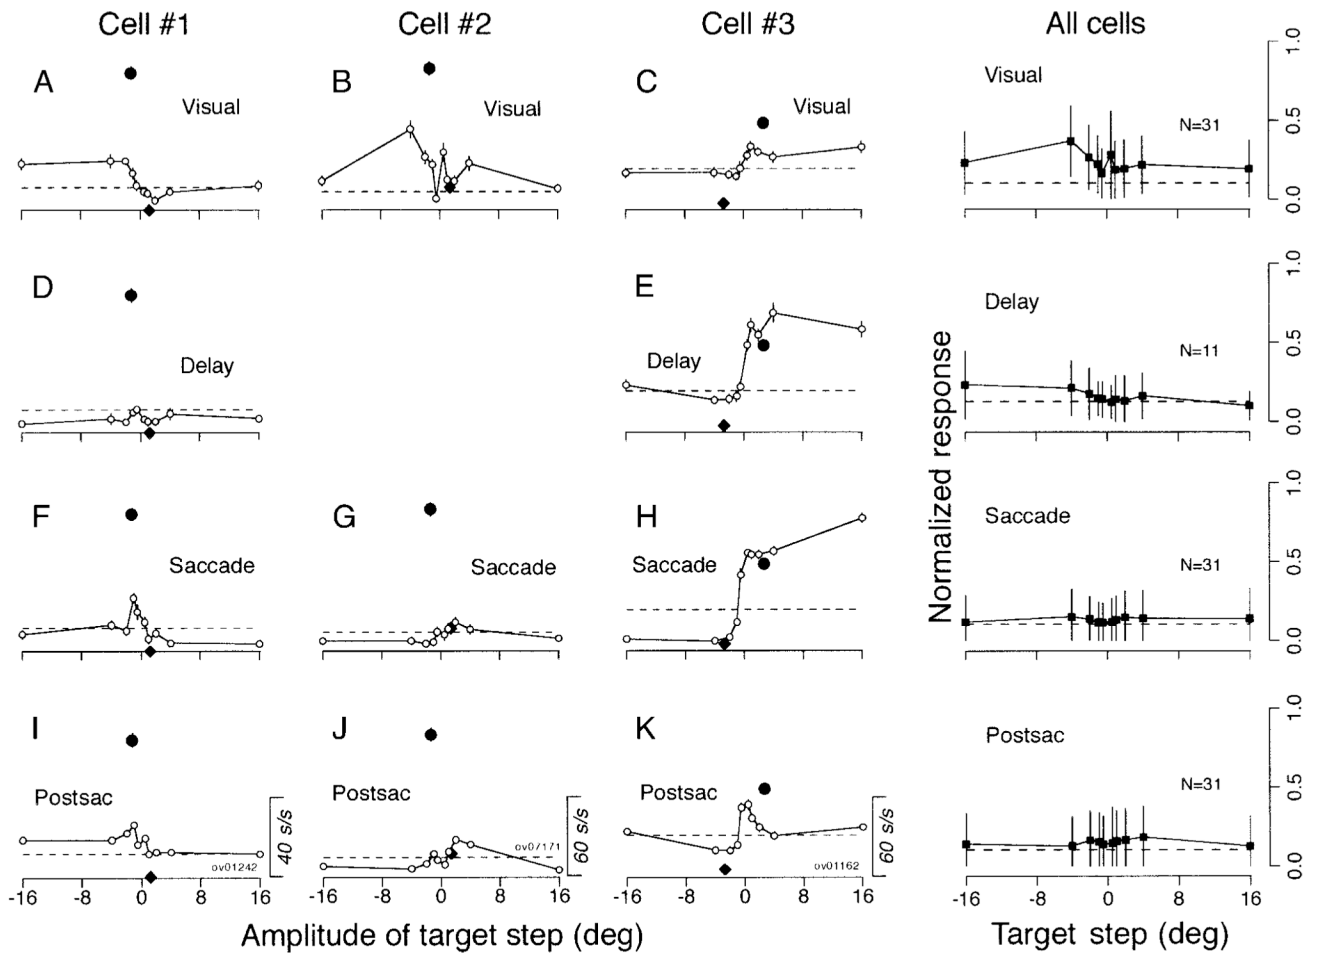 Cell #1 Cell #2 Cell #3 All cells
A Visual B Visual C Visual Visual N=31
1.0
0.5
0.0
D Delay E Delay Delay N=11
1.0
0.5
0.0
F Saccade G Saccade H Saccade Saccade N=31
1.0
0.5
0.0
I Postsac J Postsac K Postsac Postsac N=31
1.0
0.5
0.0
Normalized response
40 s/s 60 s/s 60 s/s
ov01242 ov07171 ov01162
-16 -8 0 8 16 -16 -8 0 8 16 -16 -8 0 8 16 -16 -8 0 8 16
Amplitude of target step (deg) Target step (deg)